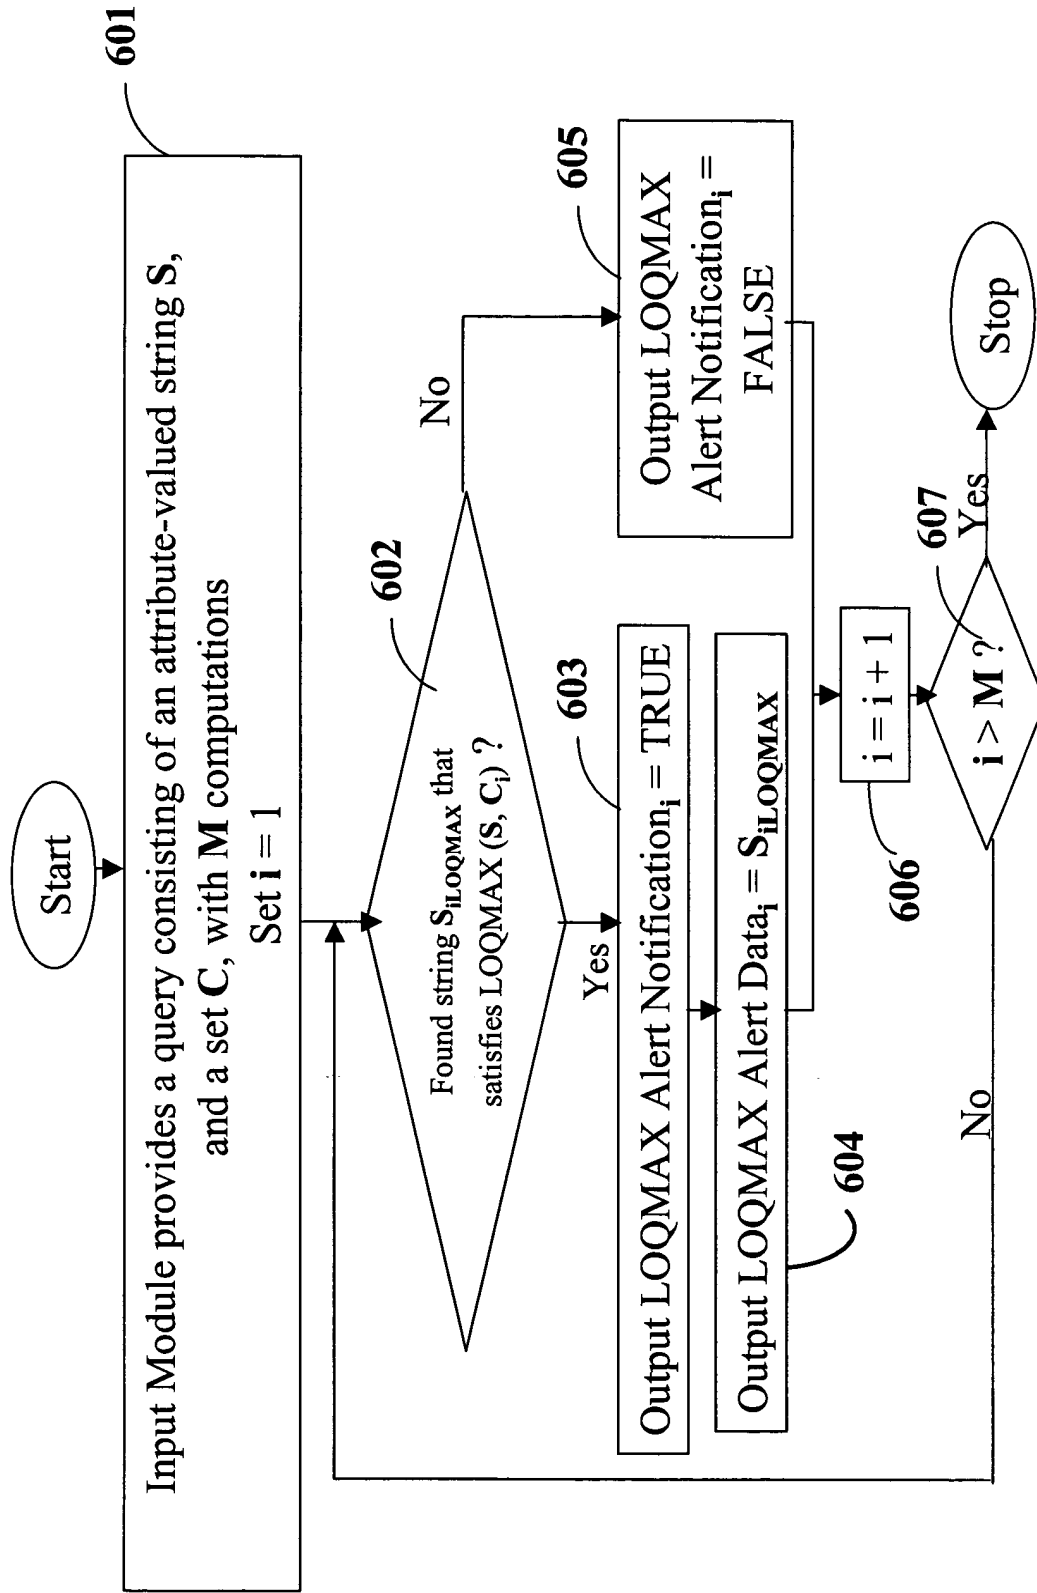 Start
601
Input Module provides a query consisting of an attribute-valued string S,
and a set C, with M computations
Set i = 1
602
Found string SiLOQMAX that
satisfies LOQMAX (S, Ci) ?
No
Yes
603
Output LOQMAX Alert Notificationi = TRUE
Output LOQMAX Alert Datai = SiLOQMAX
604
605
Output LOQMAX
Alert Notificationi =
FALSE
i = i + 1
606
607
i > M ?
Yes
No
Stop